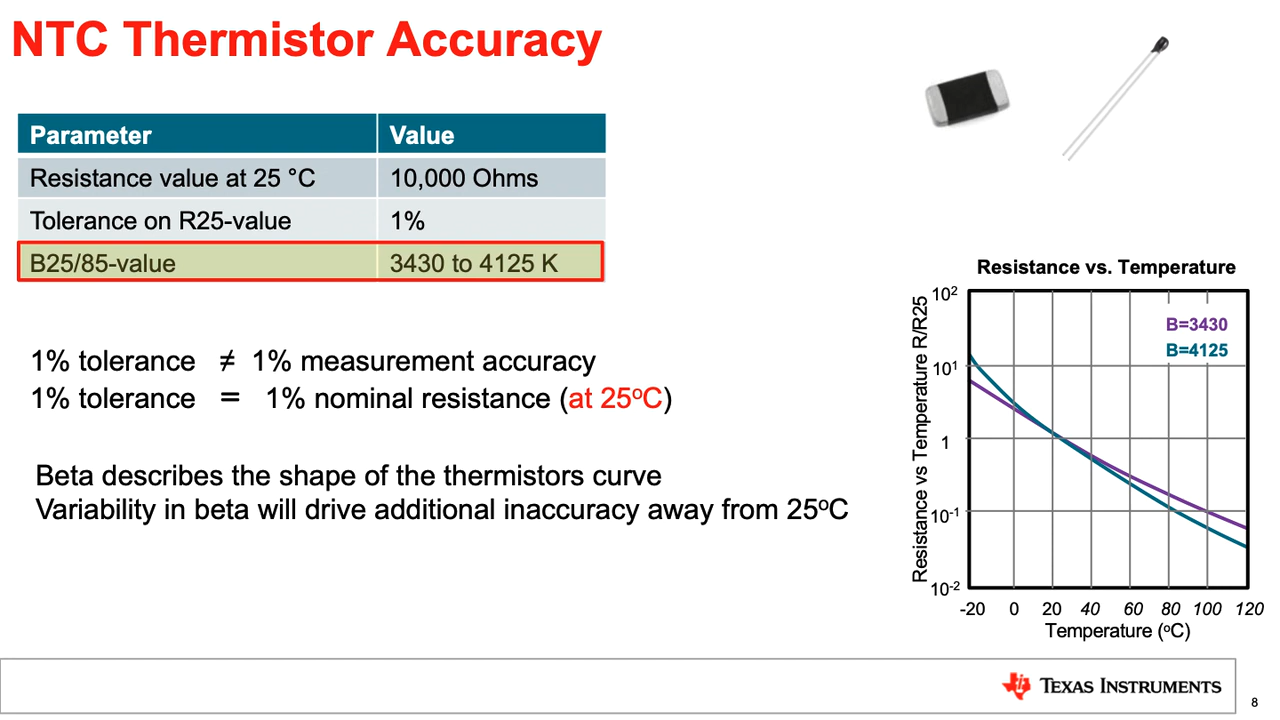 NTC Thermistor Accuracy
Parameter Value
Resistance value at 25 °C 10,000 Ohms
Tolerance on R25-value 1%
B25/85-value 3430 to 4125 K
1% tolerance ≠ 1% measurement accuracy
1% tolerance = 1% nominal resistance (at 25ºC)
Beta describes the shape of the thermistors curve
Variability in beta will drive additional inaccuracy away from 25ºC
Resistance vs. Temperature
Resistance vs Temperature R/R25
10²
10¹
1
10⁻¹
10⁻²
B=3430
B=4125
-20 0 20 40 60 80 100 120
Temperature (ºC)
TEXAS INSTRUMENTS
8